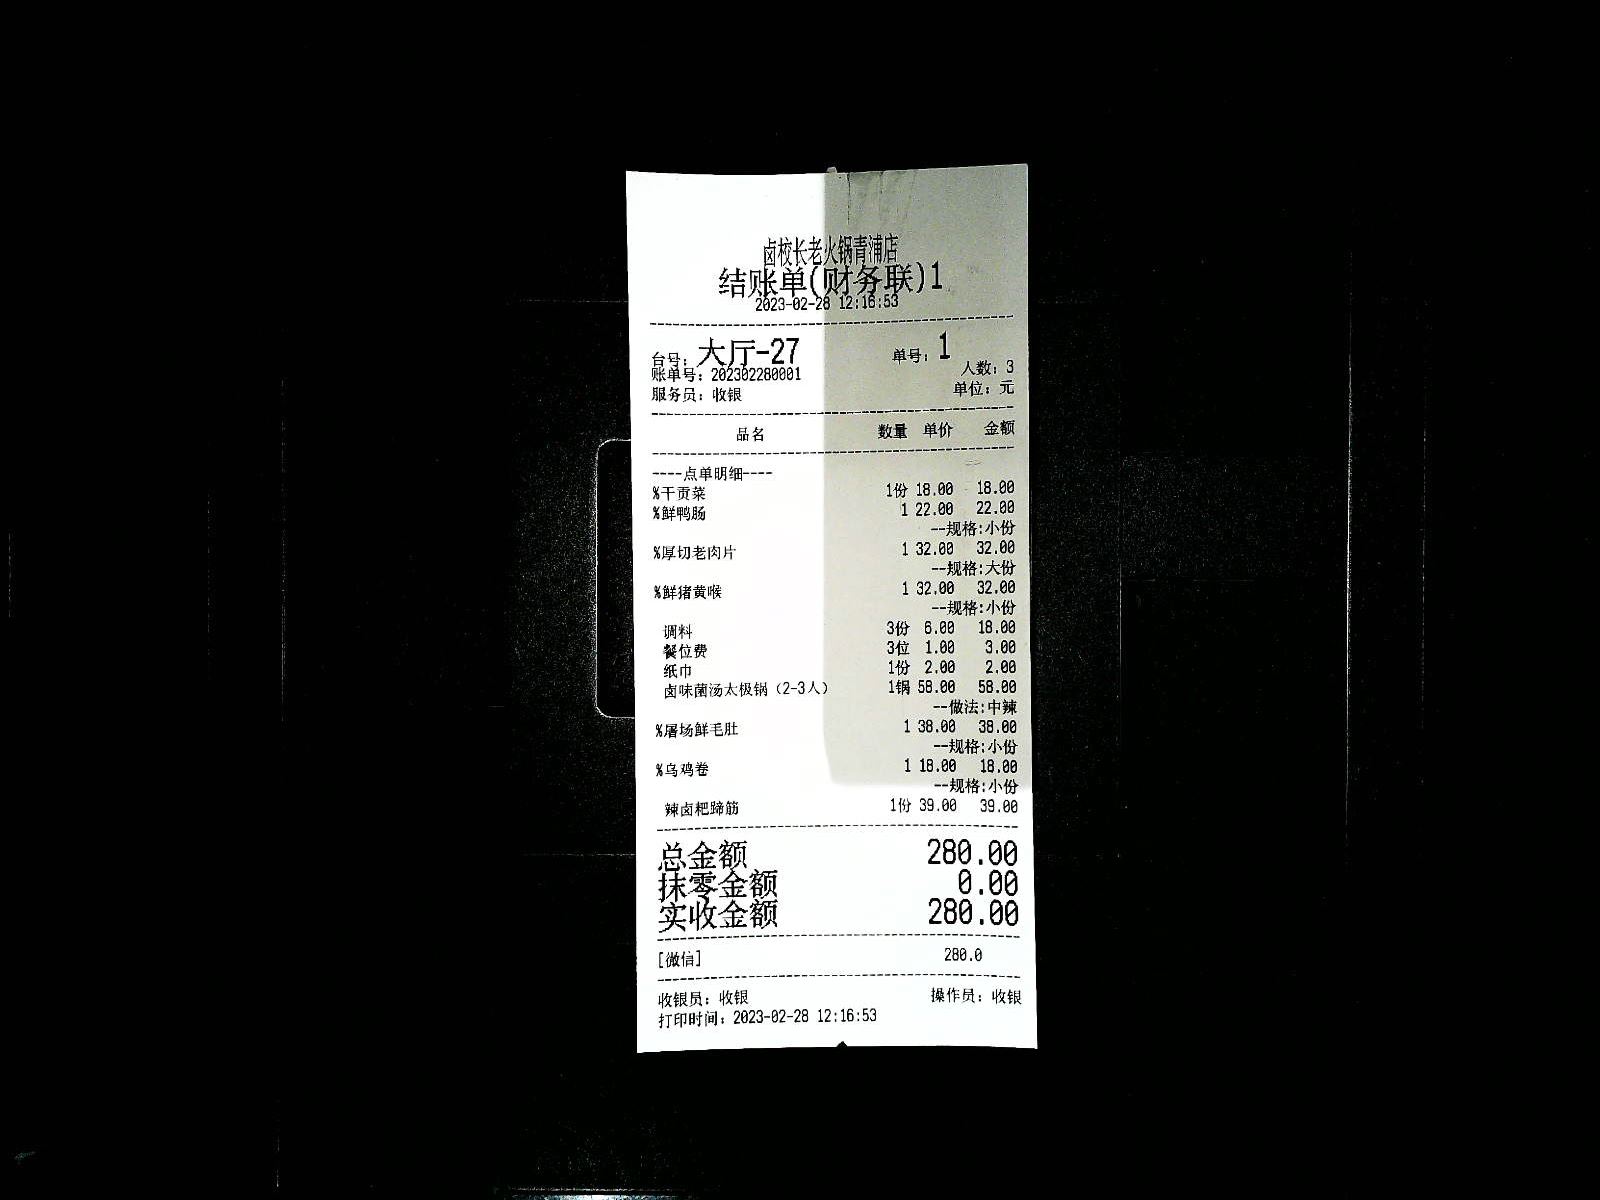 卤校长老火锅青浦店
结账单(财务联)1
2023-02-28 12:16:53
台号: 大厅-27 单号: 1
账单号: 202302280001 人数: 3
服务员: 收银 单位: 元
品名 数量 单价 金额
----点单明细----
%干贡菜 1份 18.00 18.00
%鲜鸭肠 1 22.00 22.00
--规格:小份
%厚切老肉片 1 32.00 32.00
--规格:大份
%鲜猪黄喉 1 32.00 32.00
--规格:小份
调料 3份 6.00 18.00
餐位费 3位 1.00 3.00
纸巾 1份 2.00 2.00
卤味菌汤太极锅（2-3人） 1锅 58.00 58.00
--做法:中辣
%屠场鲜毛肚 1 38.00 38.00
--规格:小份
%乌鸡卷 1 18.00 18.00
--规格:小份
辣卤粑蹄筋 1份 39.00 39.00
总金额 280.00
抹零金额 0.00
实收金额 280.00
[微信] 280.0
收银员: 收银 操作员: 收银
打印时间: 2023-02-28 12:16:53